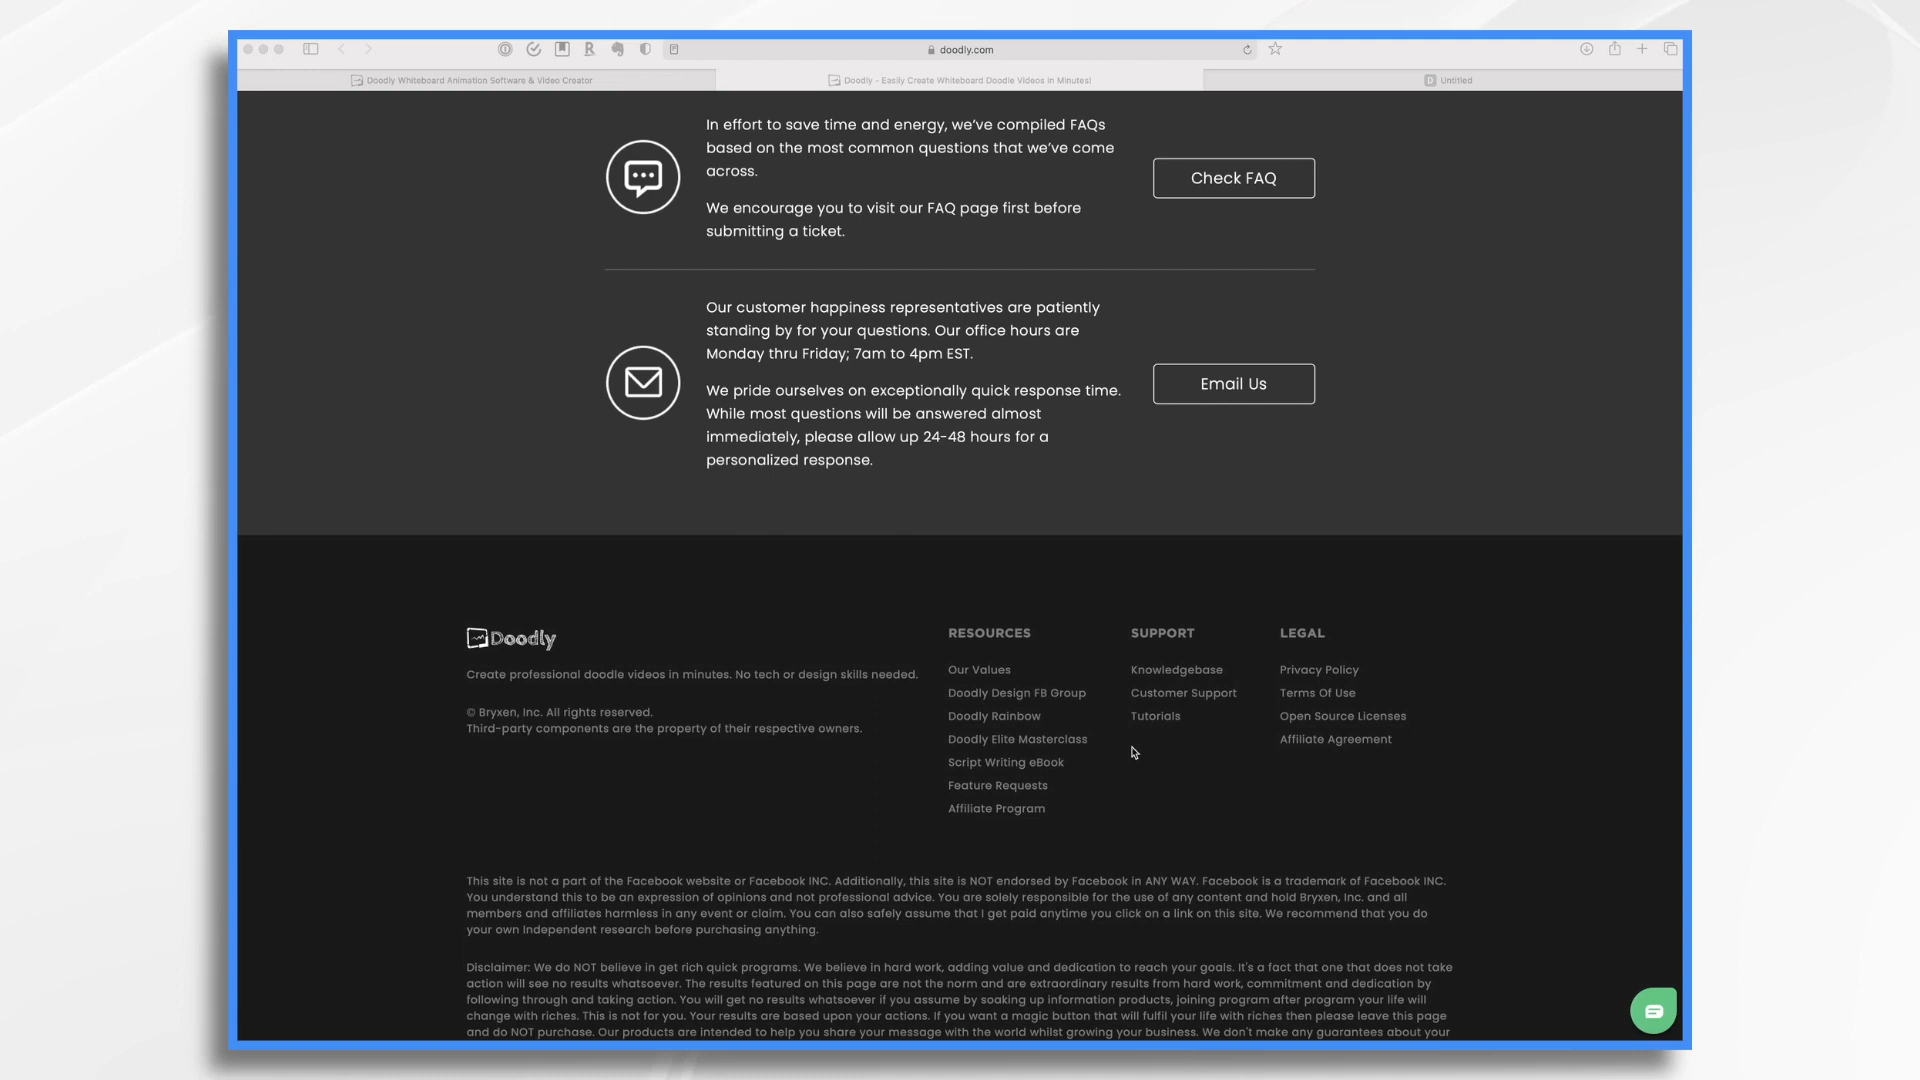 doodly.com
Doodly Whiteboard Animation Software & Video Creator
Doodly - Easily Create Whiteboard Doodle Videos in Minutes!
D Untitled
In effort to save time and energy, we've compiled FAQs
based on the most common questions that we've come
across.
We encourage you to visit our FAQ page first before
submitting a ticket.
Check FAQ
Our customer happiness representatives are patiently
standing by for your questions. Our office hours are
Monday thru Friday; 7am to 4pm EST.
We pride ourselves on exceptionally quick response time.
While most questions will be answered almost
immediately, please allow up 24-48 hours for a
personalized response.
Email Us
Doodly
Create professional doodle videos in minutes. No tech or design skills needed.
© Bryxen, Inc. All rights reserved.
Third-party components are the property of their respective owners.
RESOURCES
Our Values
Doodly Design FB Group
Doodly Rainbow
Doodly Elite Masterclass
Script Writing eBook
Feature Requests
Affiliate Program
SUPPORT
Knowledgebase
Customer Support
Tutorials
LEGAL
Privacy Policy
Terms Of Use
Open Source Licenses
Affiliate Agreement
This site is not a part of the Facebook website or Facebook INC. Additionally, this site is NOT endorsed by Facebook in ANY WAY. Facebook is a trademark of Facebook INC.
You understand this to be an expression of opinions and not professional advice. You are solely responsible for the use of any content and hold Bryxen, Inc. and all
members and affiliates harmless in any event or claim. You can also safely assume that I get paid anytime you click on a link on this site. We recommend that you do
your own Independent research before purchasing anything.
Disclaimer: We do NOT believe in get rich quick programs. We believe in hard work, adding value and dedication to reach your goals. It's a fact that one that does not take
action will see no results whatsoever. The results featured on this page are not the norm and are extraordinary results from hard work, commitment and dedication by
following through and taking action. You will get no results whatsoever if you assume by soaking up information products, joining program after program your life will
change with riches. This is not for you. Your results are based upon your actions. If you want a magic button that will fulfil your life with riches then please leave this page
and do NOT purchase. Our products are intended to help you share your message with the world whilst growing your business. We don't make any guarantees about your